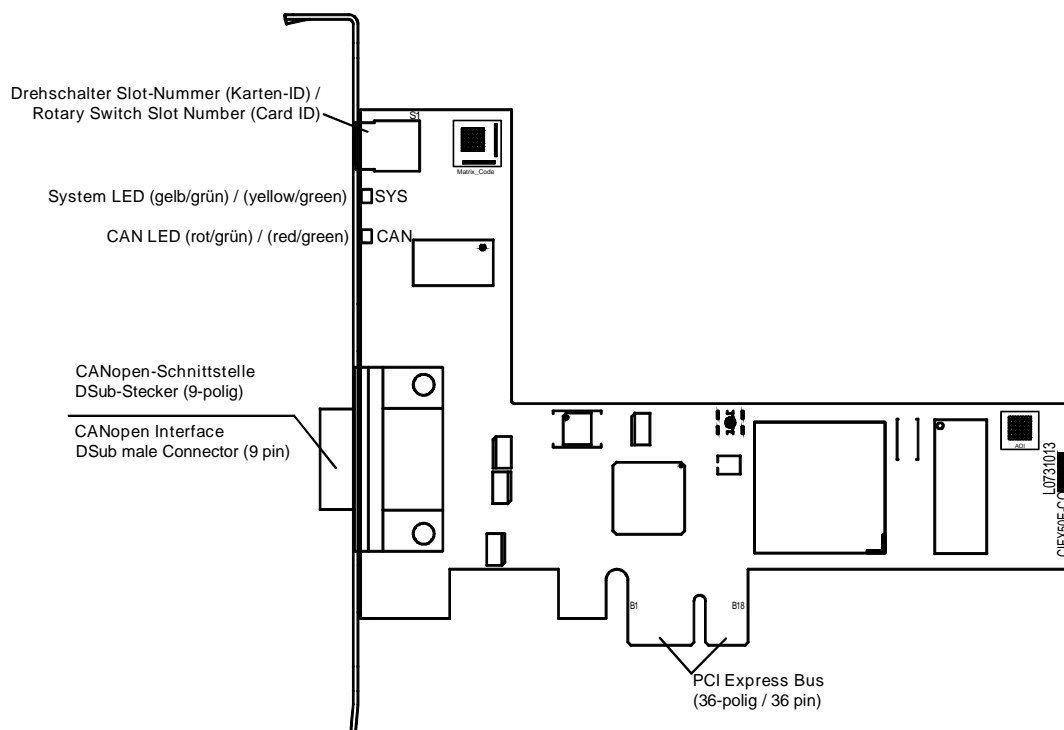 Drehschalter Slot-Nummer (Karten-ID) /
Rotary Switch Slot Number (Card ID)
S1
Matrix_Code
System LED (gelb/grün) / (yellow/green)
SYS
CAN LED (rot/grün) / (red/green)
CAN
CANopen-Schnittstelle
DSub-Stecker (9-polig)
CANopen Interface
DSub male Connector (9 pin)
AOI
L0731013
B1
B18
PCI Express Bus
(36-polig / 36 pin)